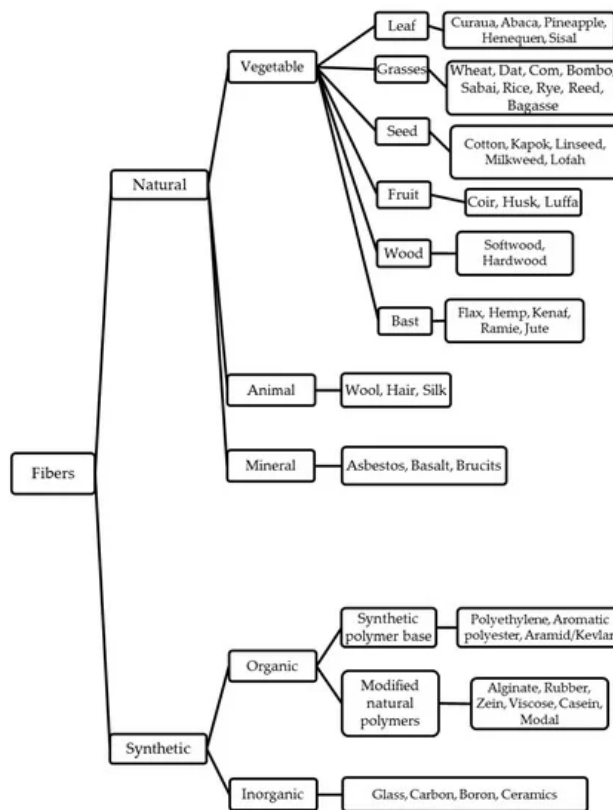 Leaf
Curaua, Abaca, Pineapple,
Henequen, Sisal
Vegetable
Grasses
Wheat, Dat, Com, Bombo,
Sabai, Rice, Rye, Reed,
Bagasse
Seed
Cotton, Kapok, Linseed,
Milkweed, Lofah
Natural
Fruit
Coir, Husk, Luffa
Wood
Softwood,
Hardwood
Bast
Flax, Hemp, Kenaf,
Ramie, Jute
Animal
Wool, Hair, Silk
Fibers
Mineral
Asbestos, Basalt, Brucits
Synthetic
polymer base
Polyethylene, Aromatic
polyester, Aramid/Kevlar
Organic
Modified
natural
polymers
Alginate, Rubber,
Zein, Viscose, Casein,
Modal
Synthetic
Inorganic
Glass, Carbon, Boron, Ceramics